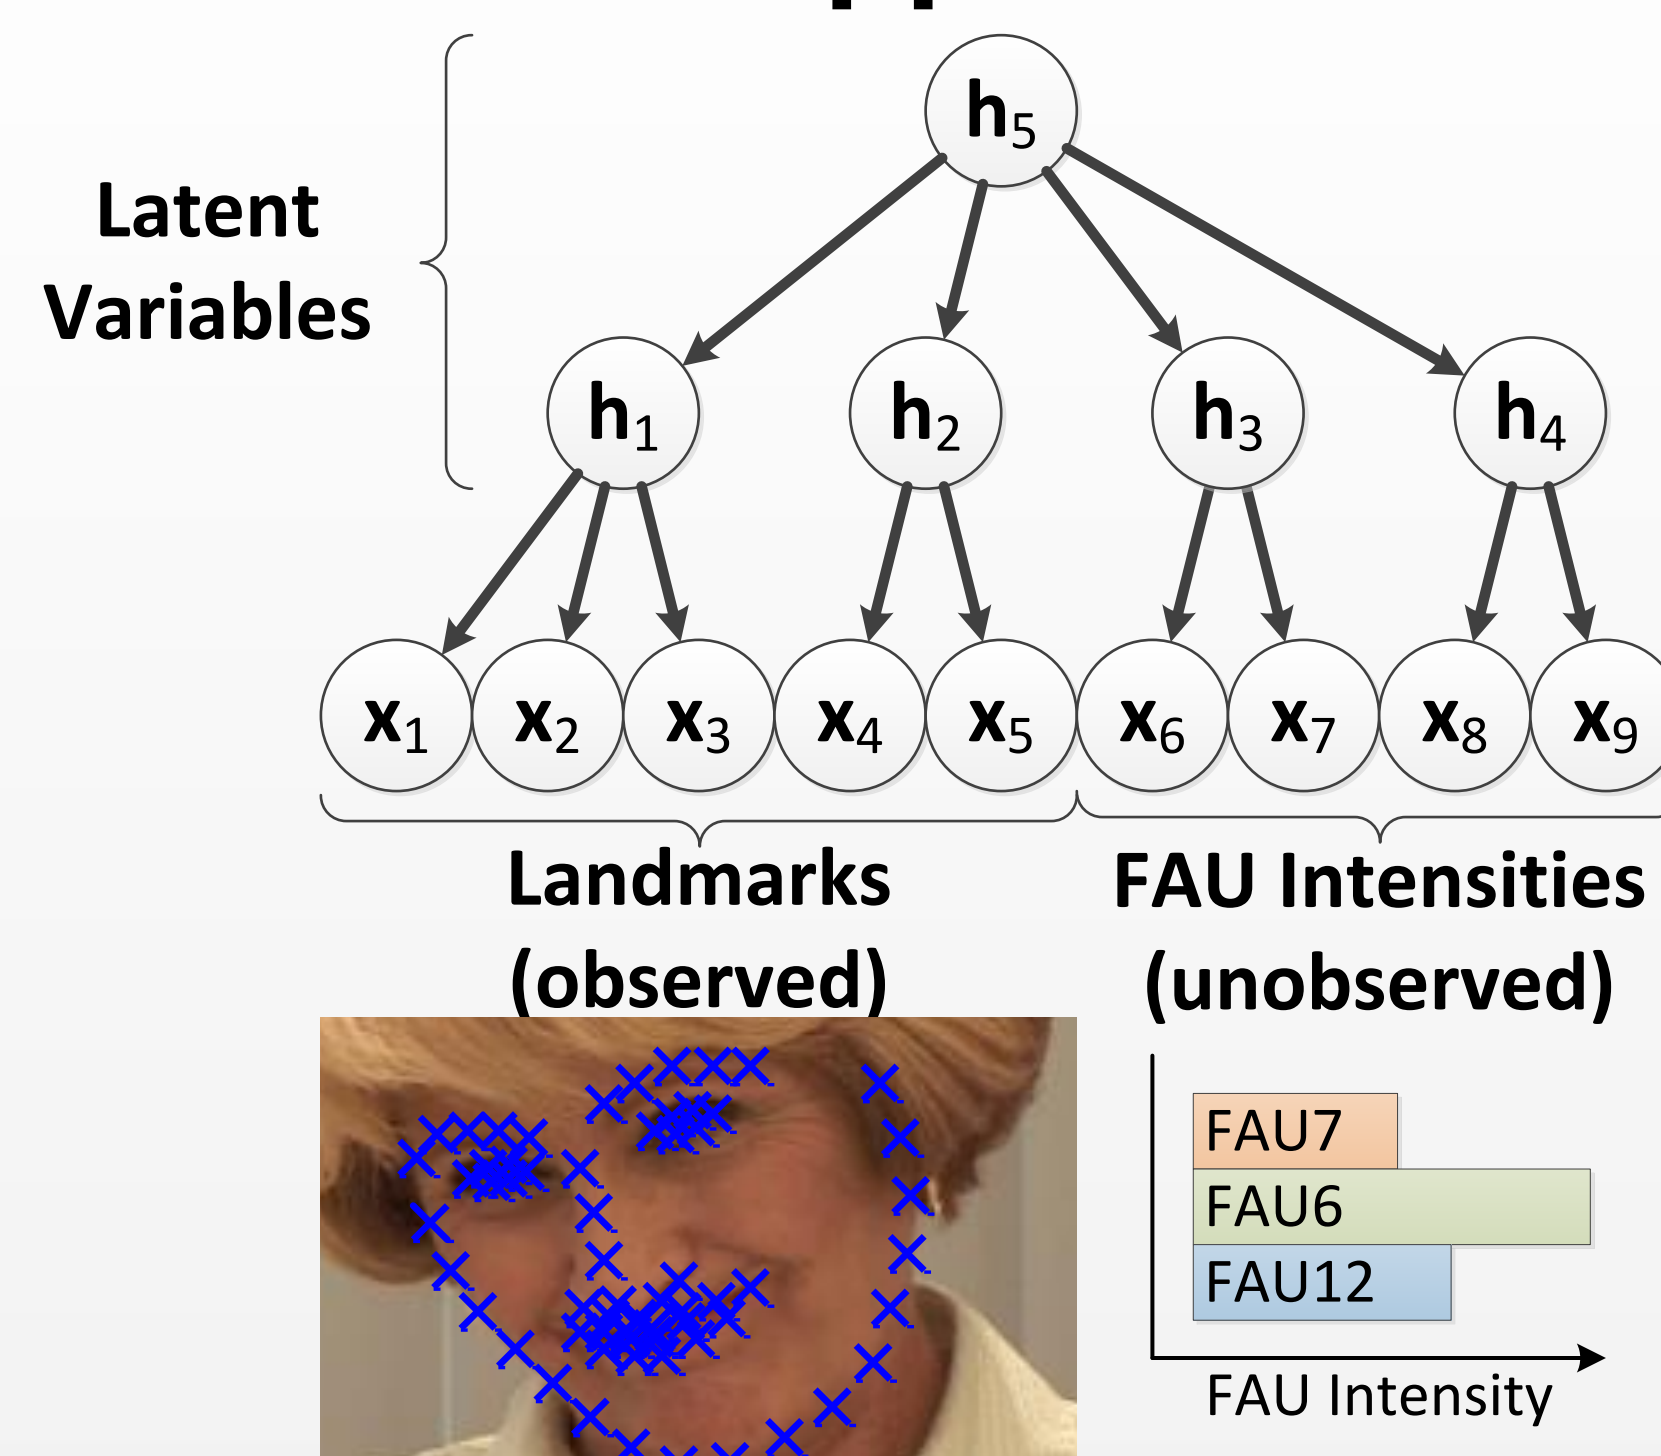 h5
Latent
Variables
h1 h2 h3 h4
x1 x2 x3 x4 x5 x6 x7 x8 x9
Landmarks
(observed)
FAU Intensities
(unobserved)
FAU7
FAU6
FAU12
FAU Intensity